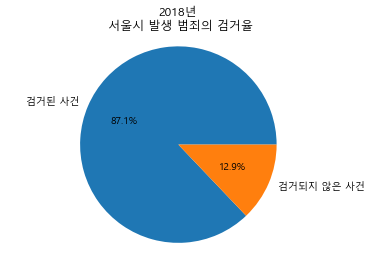 2018년
서울시 발생 범죄의 검거율
검거된 사건
87.1%
12.9%
검거되지 않은 사건